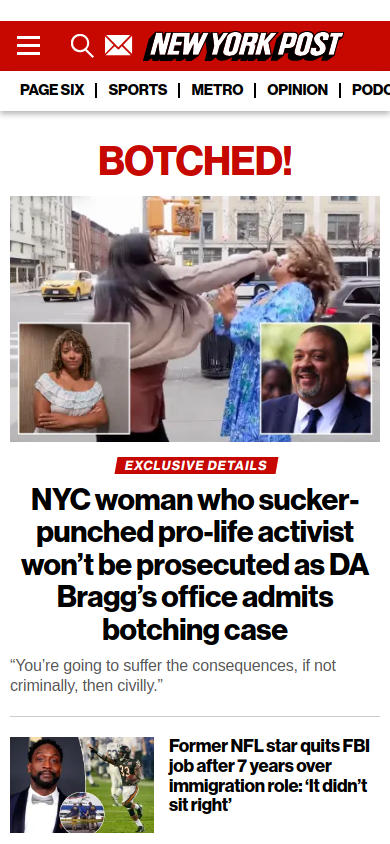 NEW YORK POST
PAGE SIX
SPORTS
METRO
OPINION
PODC
BOTCHED!
EXCLUSIVE DETAILS
NYC woman who sucker-
punched pro-life activist
won’t be prosecuted as DA
Bragg’s office admits
botching case
“You’re going to suffer the consequences, if not
criminally, then civilly.”
Former NFL star quits FBI
job after 7 years over
immigration role: ‘It didn’t
sit right’
33